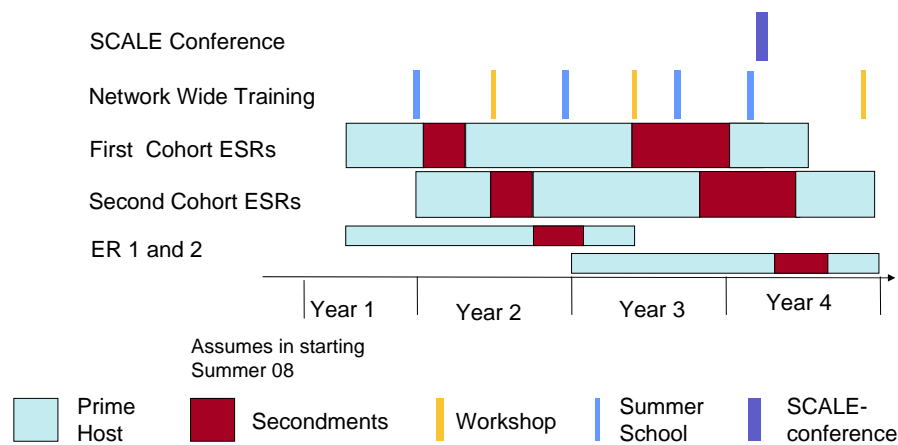 SCALE Conference
Network Wide Training
First Cohort ESRs
Second Cohort ESRs
ER 1 and 2
Year 1
Year 2
Year 3
Year 4
Assumes in starting
Summer 08
Prime
Host
Secondments
Workshop
Summer
School
SCALE-
conference